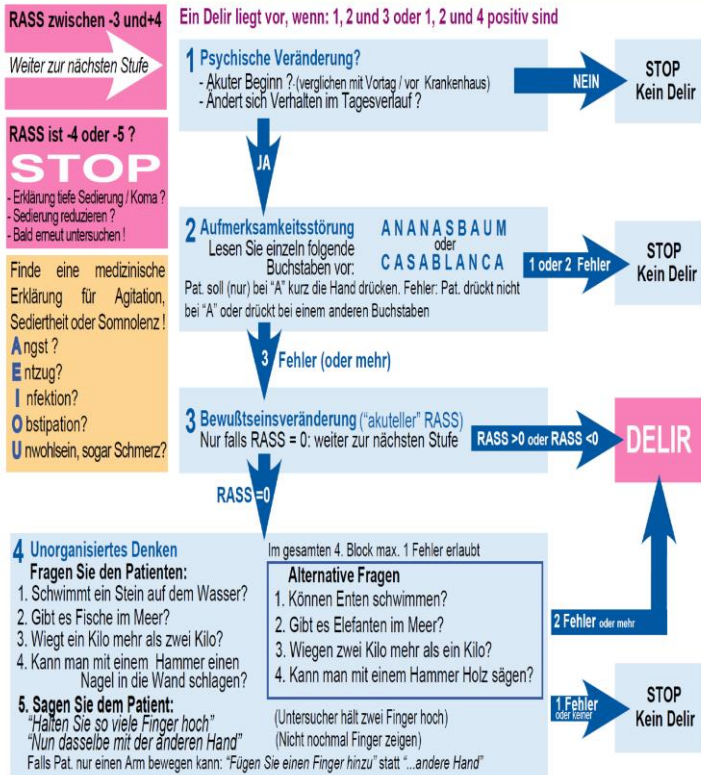 RASS zwischen -3 und+4
Weiter zur nächsten Stufe
RASS ist -4 oder -5 ?
STOP
- Erklärung tiefe Sedierung / Koma ?
- Sedierung reduzieren ?
- Bald erneut untersuchen !
Finde eine medizinische
Erklärung für Agitation,
Sediertheit oder Somnolenz !
Angst ?
Entzug?
Infektion?
Obstipation?
Unwohlsein, sogar Schmerz?
Ein Delir liegt vor, wenn: 1, 2 und 3 oder 1, 2 und 4 positiv sind
1 Psychische Veränderung?
- Akuter Beginn ? (verglichen mit Vortag / vor Krankenhaus)
- Ändert sich Verhalten im Tagesverlauf ?
NEIN
STOP
Kein Delir
JA
2 Aufmerksamkeitsstörung
Lesen Sie einzeln folgende
Buchstaben vor:
ANANASBAUM
oder
CASABLANCA
Pat. soll (nur) bei "A" kurz die Hand drücken. Fehler: Pat. drückt nicht
bei "A" oder drückt bei einem anderen Buchstaben
1 oder 2 Fehler
STOP
Kein Delir
3 Fehler (oder mehr)
3 Bewußtseinsveränderung ("akuteller" RASS)
Nur falls RASS = 0: weiter zur nächsten Stufe
RASS >0 oder RASS <0
DELIR
RASS =0
4 Unorganisiertes Denken
Im gesamten 4. Block max. 1 Fehler erlaubt
Fragen Sie den Patienten:
1. Schwimmt ein Stein auf dem Wasser?
2. Gibt es Fische im Meer?
3. Wiegt ein Kilo mehr als zwei Kilo?
4. Kann man mit einem Hammer einen
Nagel in die Wand schlagen?
Alternative Fragen
1. Können Enten schwimmen?
2. Gibt es Elefanten im Meer?
3. Wiegen zwei Kilo mehr als ein Kilo?
4. Kann man mit einem Hammer Holz sägen?
2 Fehler oder mehr
5. Sagen Sie dem Patient:
"Halten Sie so viele Finger hoch" (Untersucher hält zwei Finger hoch)
"Nun dasselbe mit der anderen Hand" (Nicht nochmal Finger zeigen)
Falls Pat. nur einen Arm bewegen kann: "Fügen Sie einen Finger hinzu" statt "...andere Hand"
1 Fehler
oder keiner
STOP
Kein Delir